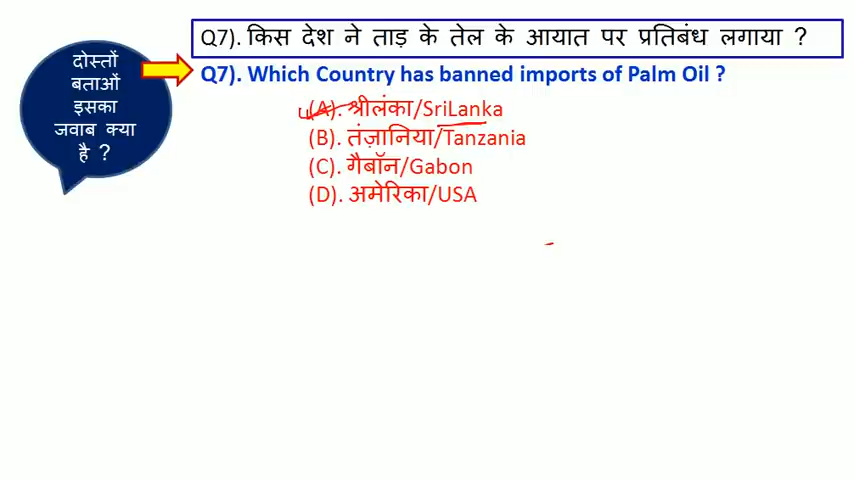 दोस्तों
बताओं
इसका
जवाब क्या
है ?
Q7). किस देश ने ताड़ के तेल के आयात पर प्रतिबंध लगाया ?
Q7). Which Country has banned imports of Palm Oil ?
(A). श्रीलंका/SriLanka
(B). तंज़ानिया/Tanzania
(C). गैबॉन/Gabon
(D). अमेरिका/USA